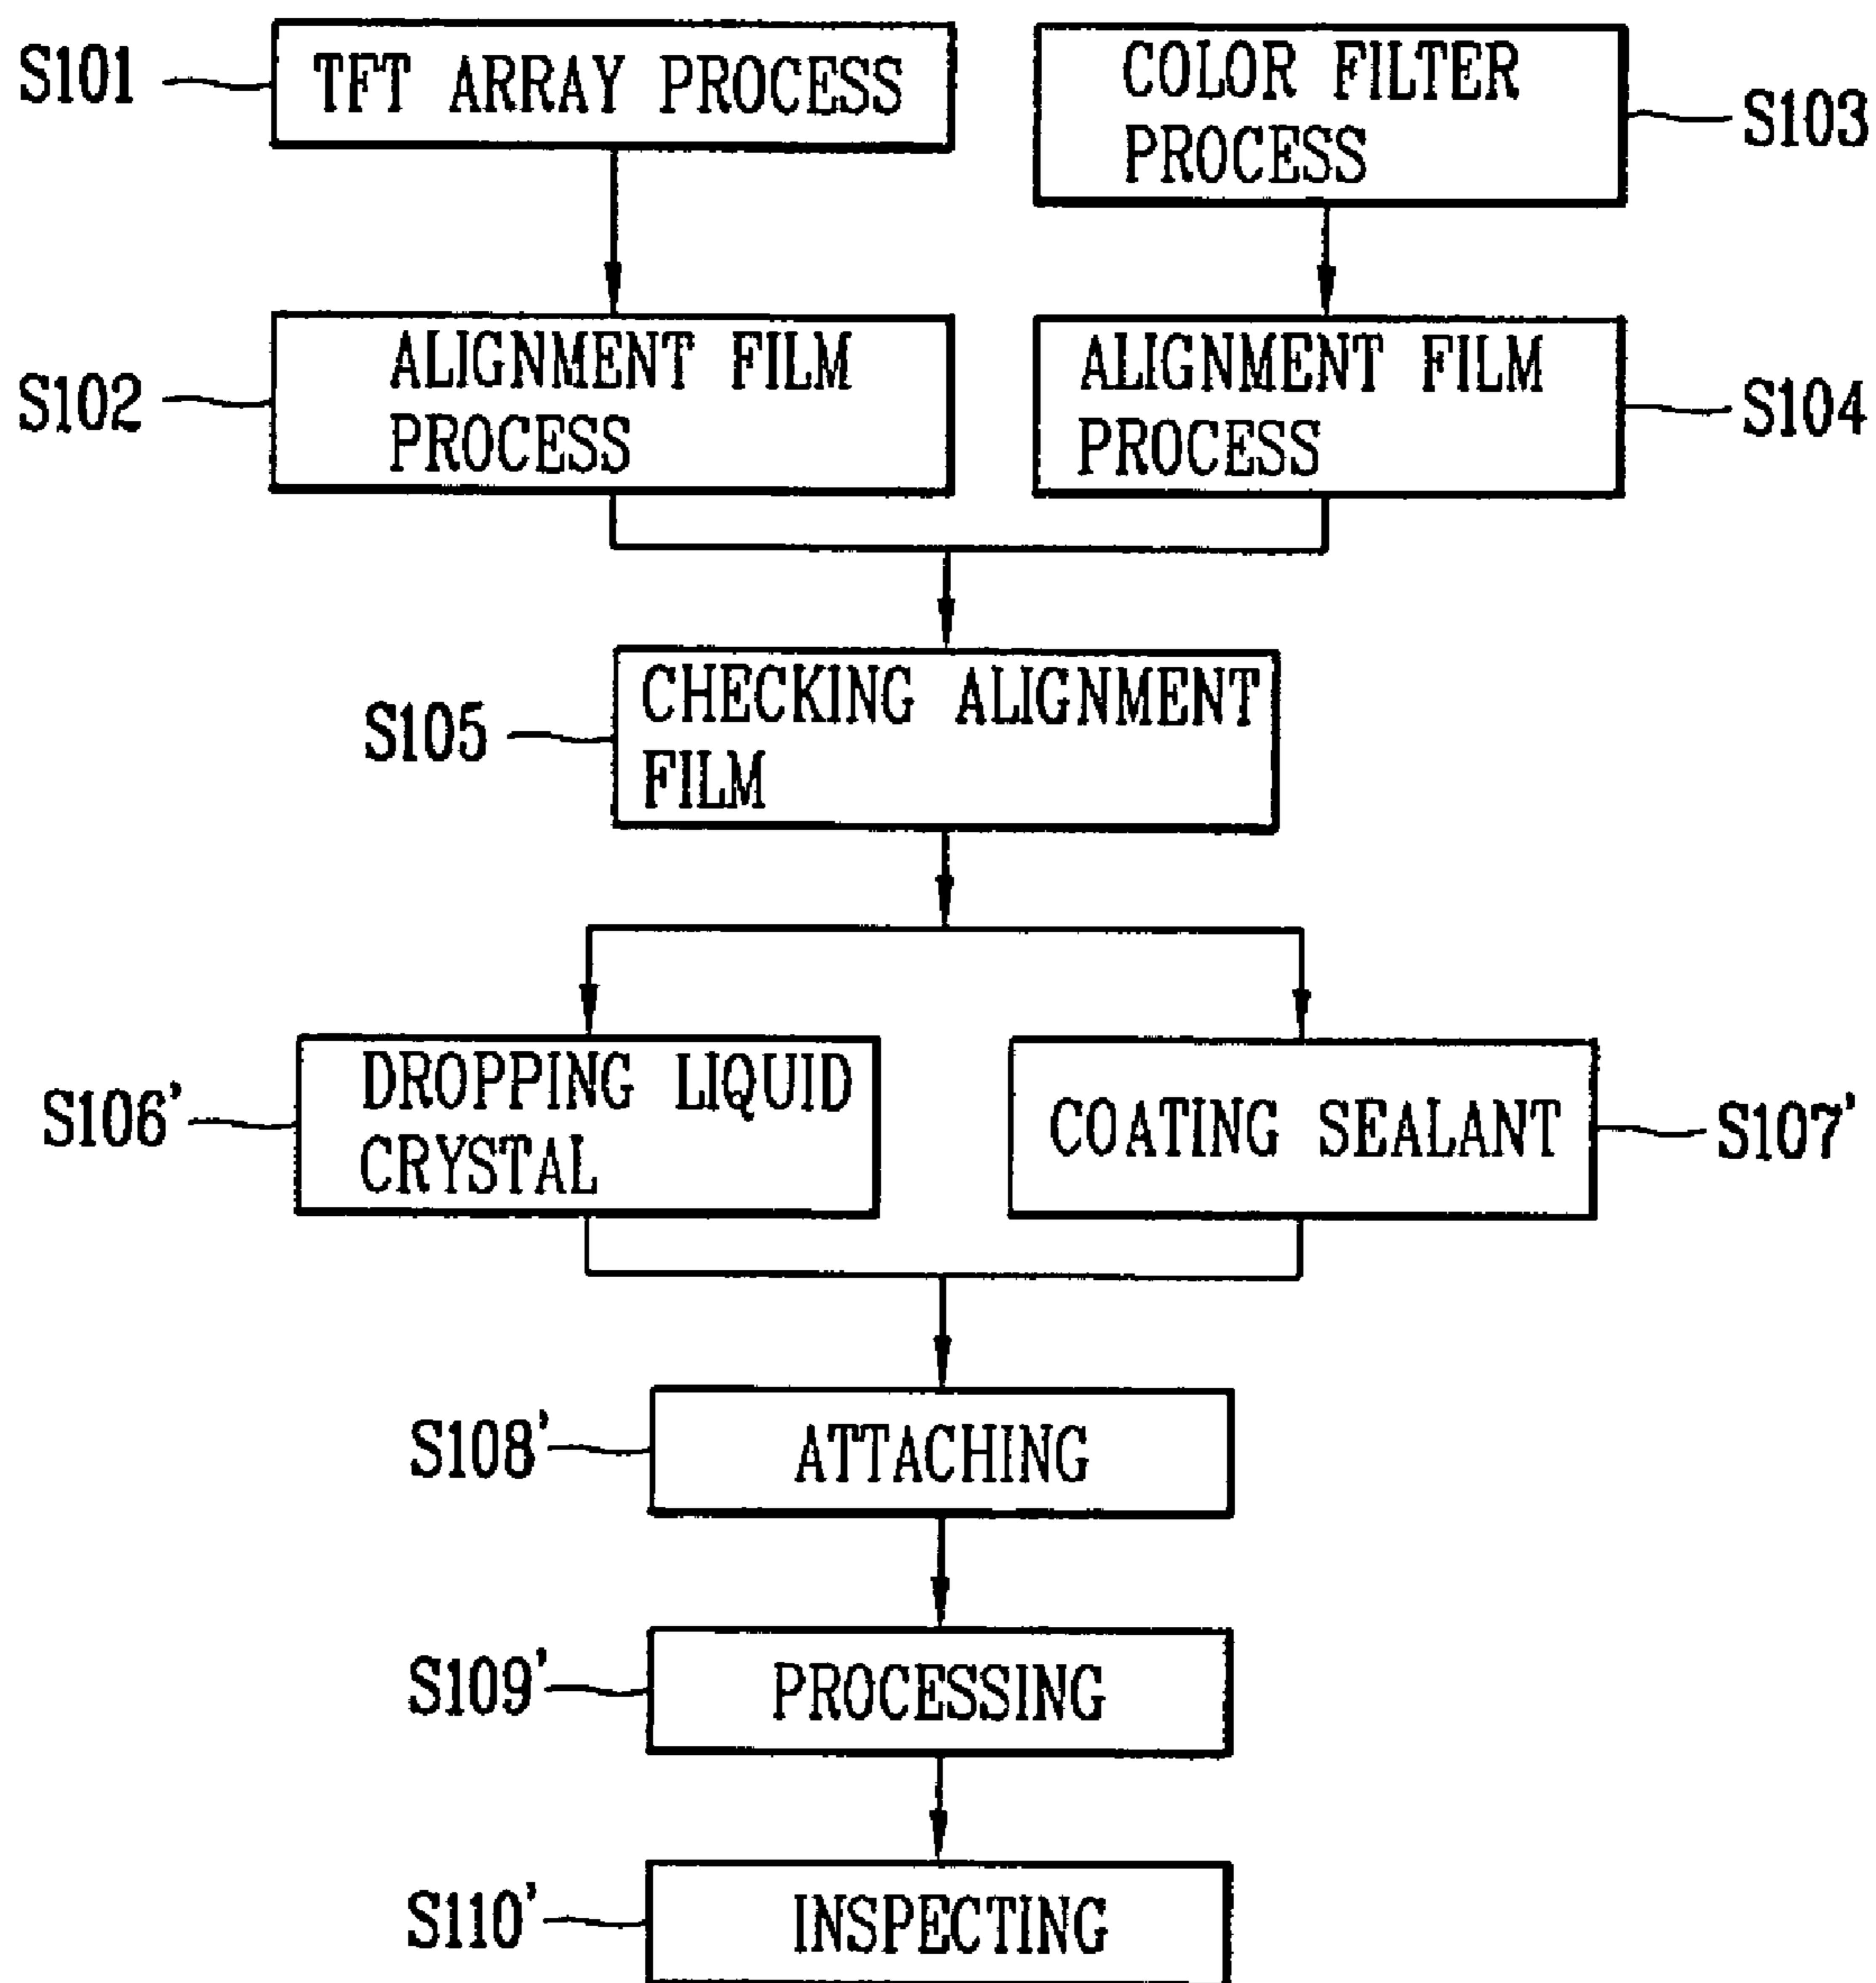 S101
TFT ARRAY PROCESS
COLOR FILTER
PROCESS
S103
S102
ALIGNMENT FILM
PROCESS
ALIGNMENT FILM
PROCESS
S104
S105
CHECKING ALIGNMENT
FILM
S106'
DROPPING LIQUID
CRYSTAL
COATING SEALANT
S107'
S108'
ATTACHING
S109'
PROCESSING
S110'
INSPECTING